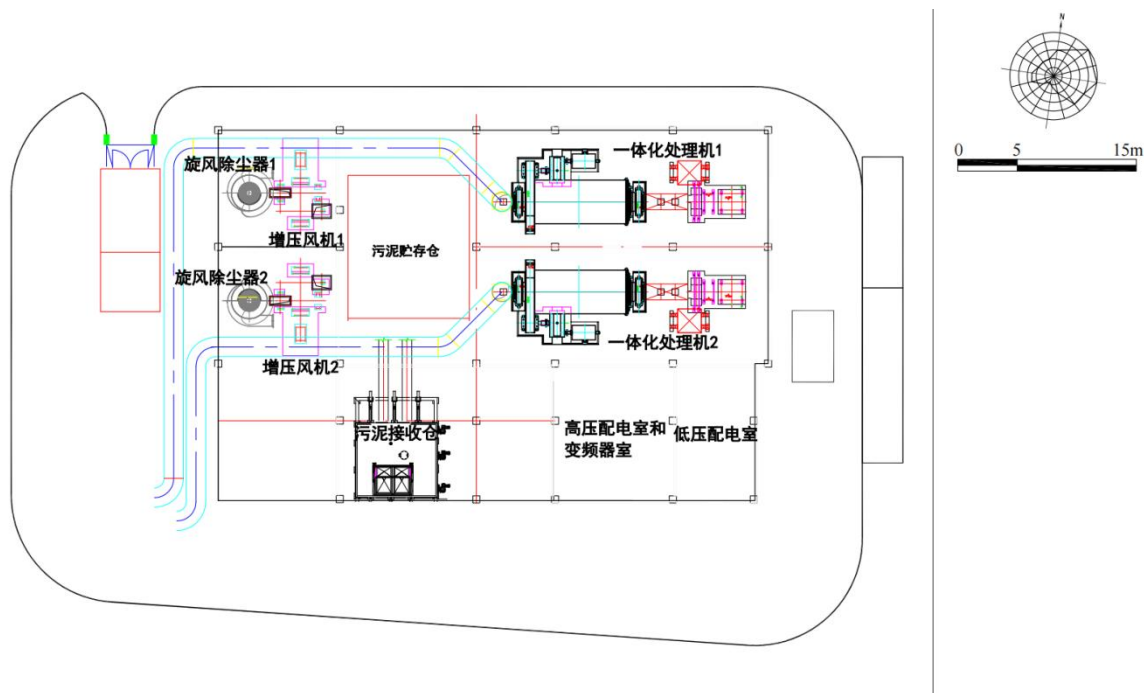 N
0 5 15m
旋风除尘器1
一体化处理机1
增压风机1
污泥贮存仓
旋风除尘器2
一体化处理机2
增压风机2
污泥接收仓
高压配电室和
变频器室
低压配电室